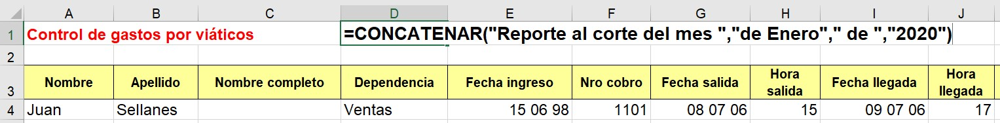 A B C D E F G H I J
1 Control de gastos por viáticos =CONCATENAR("Reporte al corte del mes ","de Enero"," de ","2020")
2
3 Nombre Apellido Nombre completo Dependencia Fecha ingreso Nro cobro Fecha salida Hora salida Fecha llegada Hora llegada
4 Juan Sellanes Ventas 15 06 98 1101 08 07 06 15 09 07 06 17